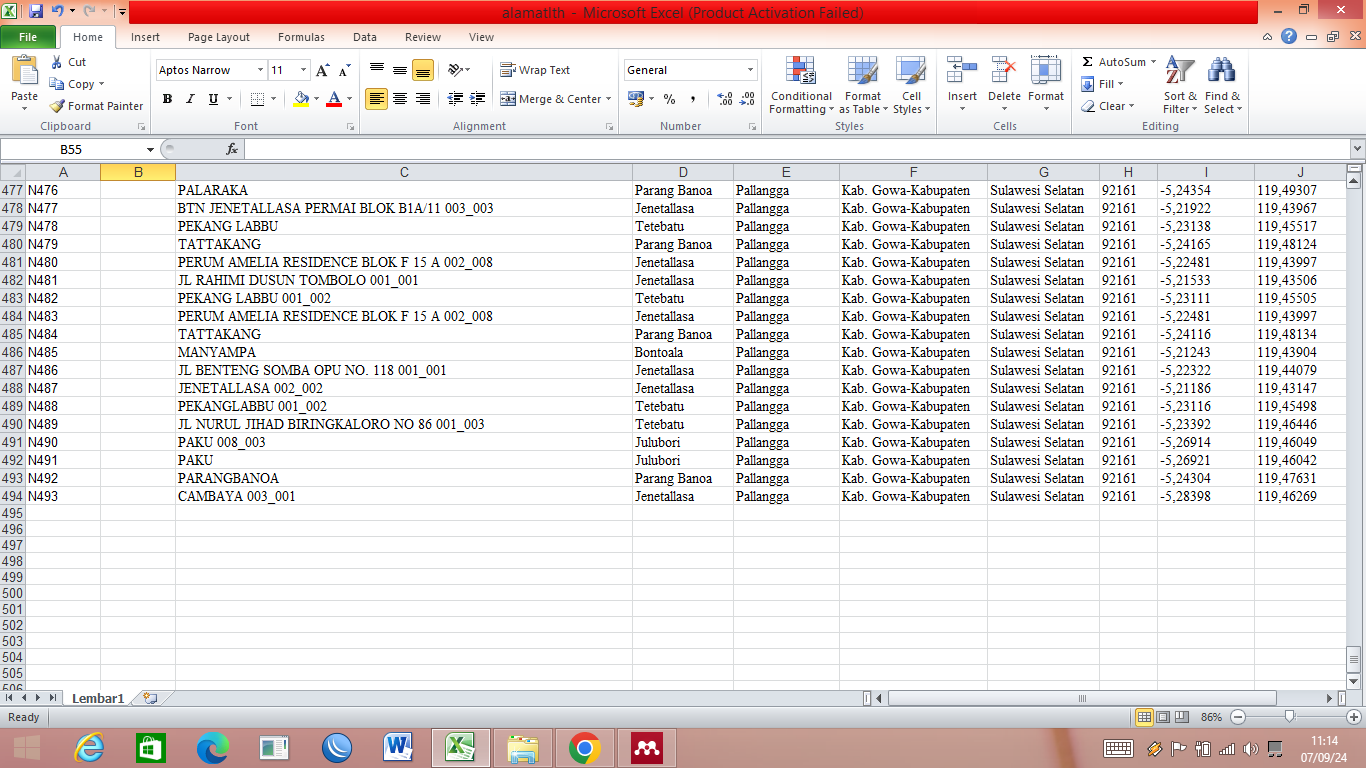 alamatlth - Microsoft Excel (Product Activation Failed)
File Home Insert Page Layout Formulas Data Review View
Paste Cut Copy Format Painter Clipboard
Aptos Narrow 11 B I U Font
Wrap Text Merge & Center Alignment
General % , Number
Conditional Formatting Format as Table Cell Styles Styles
Insert Delete Format Cells
Σ AutoSum Fill Clear Sort & Filter Find & Select Editing
B55 fx
A B C D E F G H I J
477 N476 PALARAKA Parang Banoa Pallangga Kab. Gowa-Kabupaten Sulawesi Selatan 92161 -5,24354 119,49307
478 N477 BTN JENETALLASA PERMAI BLOK B1A/11 003_003 Jenetallasa Pallangga Kab. Gowa-Kabupaten Sulawesi Selatan 92161 -5,21922 119,43967
479 N478 PEKANG LABBU Tetebatu Pallangga Kab. Gowa-Kabupaten Sulawesi Selatan 92161 -5,23138 119,45517
480 N479 TATTAKANG Parang Banoa Pallangga Kab. Gowa-Kabupaten Sulawesi Selatan 92161 -5,24165 119,48124
481 N480 PERUM AMELIA RESIDENCE BLOK F 15 A 002_008 Jenetallasa Pallangga Kab. Gowa-Kabupaten Sulawesi Selatan 92161 -5,22481 119,43997
482 N481 JL RAHIMI DUSUN TOMBOLO 001_001 Jenetallasa Pallangga Kab. Gowa-Kabupaten Sulawesi Selatan 92161 -5,21533 119,43506
483 N482 PEKANG LABBU 001_002 Tetebatu Pallangga Kab. Gowa-Kabupaten Sulawesi Selatan 92161 -5,23111 119,45505
484 N483 PERUM AMELIA RESIDENCE BLOK F 15 A 002_008 Jenetallasa Pallangga Kab. Gowa-Kabupaten Sulawesi Selatan 92161 -5,22481 119,43997
485 N484 TATTAKANG Parang Banoa Pallangga Kab. Gowa-Kabupaten Sulawesi Selatan 92161 -5,24116 119,48134
486 N485 MANYAMPA Bontoala Pallangga Kab. Gowa-Kabupaten Sulawesi Selatan 92161 -5,21243 119,43904
487 N486 JL BENTENG SOMBA OPU NO. 118 001_001 Jenetallasa Pallangga Kab. Gowa-Kabupaten Sulawesi Selatan 92161 -5,22322 119,44079
488 N487 JENETALLASA 002_002 Jenetallasa Pallangga Kab. Gowa-Kabupaten Sulawesi Selatan 92161 -5,21186 119,43147
489 N488 PEKANGLABBU 001_002 Tetebatu Pallangga Kab. Gowa-Kabupaten Sulawesi Selatan 92161 -5,23116 119,45498
490 N489 JL NURUL JIHAD BIRINGKALORO NO 86 001_003 Tetebatu Pallangga Kab. Gowa-Kabupaten Sulawesi Selatan 92161 -5,23392 119,46446
491 N490 PAKU 008_003 Julubori Pallangga Kab. Gowa-Kabupaten Sulawesi Selatan 92161 -5,26914 119,46049
492 N491 PAKU Julubori Pallangga Kab. Gowa-Kabupaten Sulawesi Selatan 92161 -5,26921 119,46042
493 N492 PARANGBANOA Parang Banoa Pallangga Kab. Gowa-Kabupaten Sulawesi Selatan 92161 -5,24304 119,47631
494 N493 CAMBAYA 003_001 Jenetallasa Pallangga Kab. Gowa-Kabupaten Sulawesi Selatan 92161 -5,28398 119,46269
495
496
497
498
499
500
501
502
503
504
505
506
Lembar1
Ready 86%
11:14
07/09/24